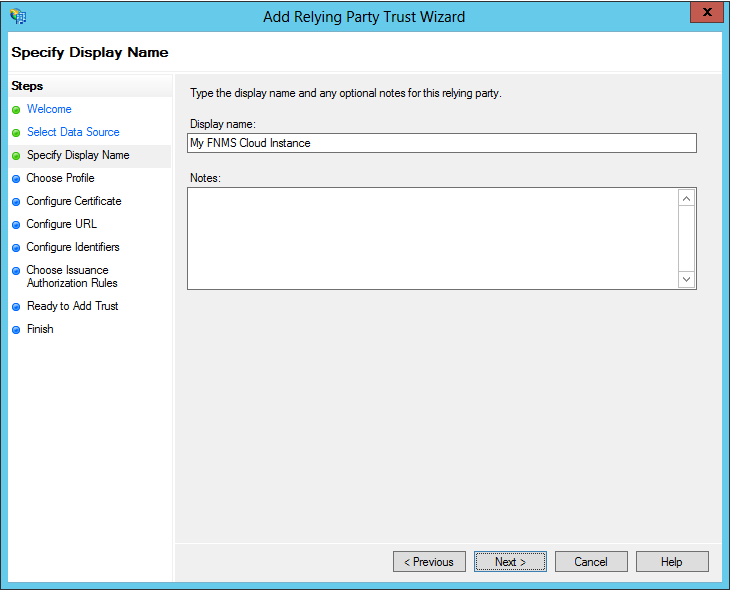 Add Relying Party Trust Wizard
x
Specify Display Name
Steps
Welcome
Select Data Source
Specify Display Name
Choose Profile
Configure Certificate
Configure URL
Configure Identifiers
Choose Issuance
Authorization Rules
Ready to Add Trust
Finish
Type the display name and any optional notes for this relying party.
Display name:
My FNMS Cloud Instance
Notes:
< Previous
Next >
Cancel
Help